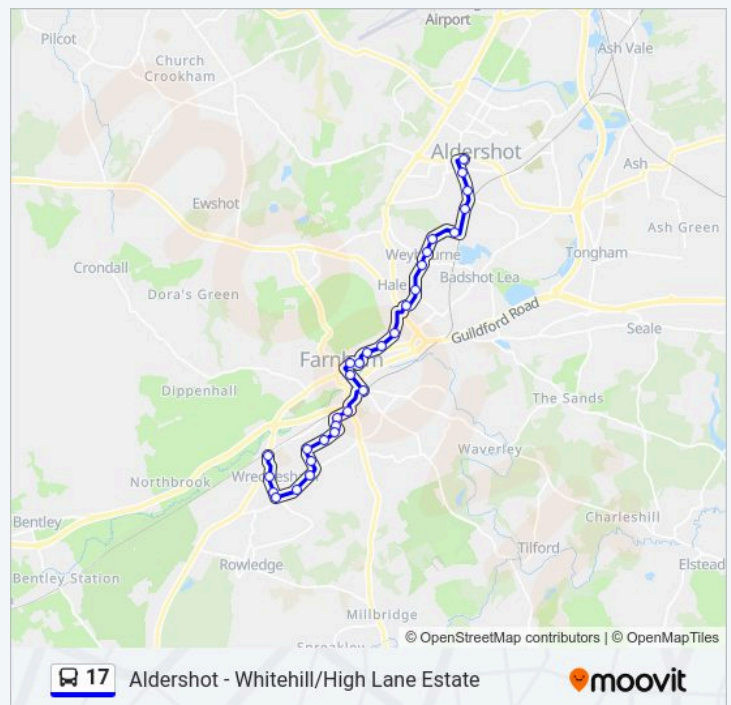 Airport
Pilcot
Ash Vale
Church
Crookham
Aldershot
Ash
Ewshot
Ash Green
Weybourne
Tongham
Crondall
Badshot Lea
Hale
Dora's Green
Guildford Road
Seale
Farnham
Dippenhall
The Sands
Waverley
Northbrook
Charleshill
Bentley
Tilford
Rowledge
Elstead
Bentley Station
Millbridge
© OpenStreetMap contributors | © OpenMapTiles
17 Aldershot - Whitehill/High Lane Estate
moovit